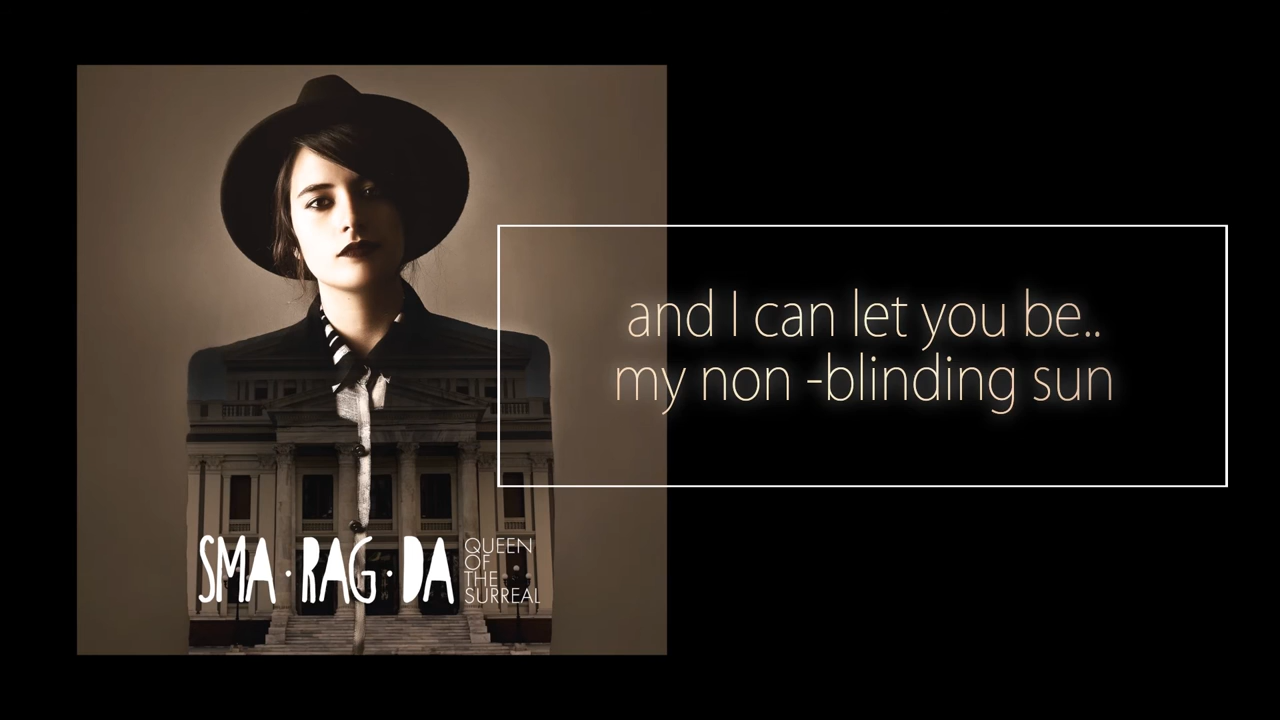 SMA·RAG·DA
QUEEN
OF
THE
SURREAL
and I can let you be..
my non -blinding sun